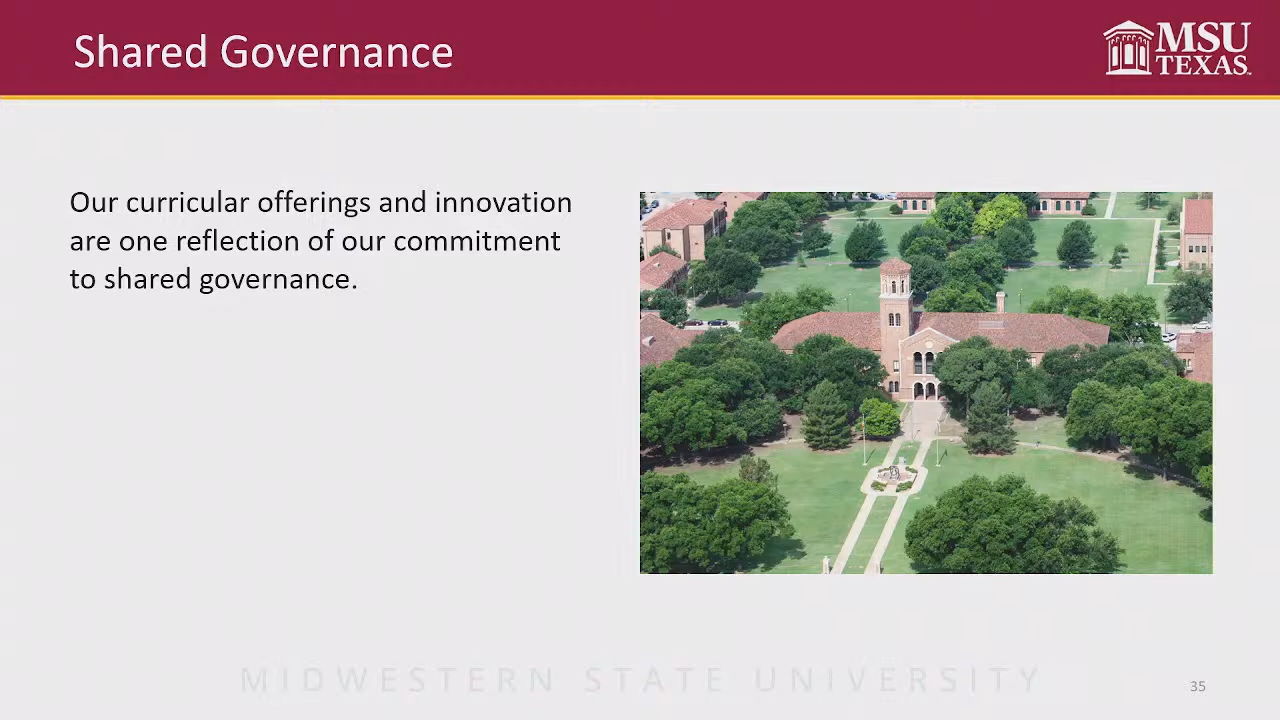 Shared Governance
MSU
TEXAS
Our curricular offerings and innovation
are one reflection of our commitment
to shared governance.
MIDWESTERN STATE UNIVERSITY
35